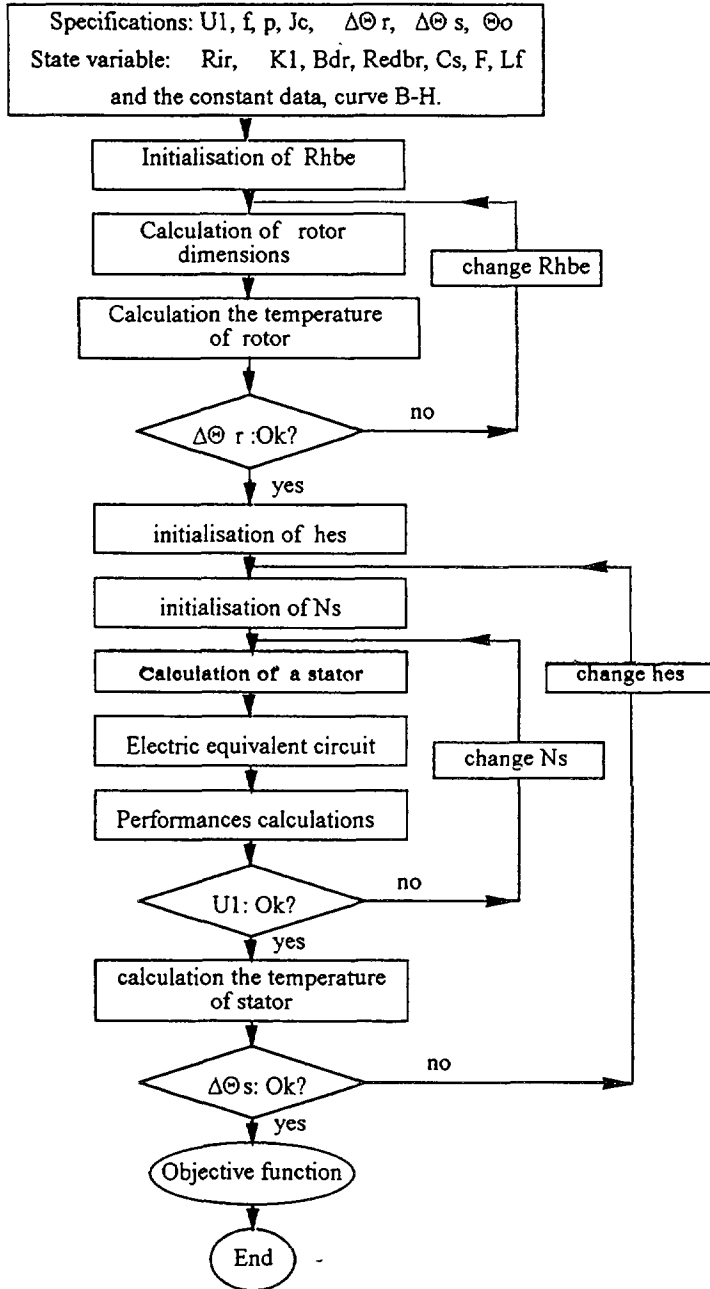 Specifications: U1, f, p, Jc, ΔΘ r, ΔΘ s, Θo
State variable: Rir, K1, Bdr, Redbr, Cs, F, Lf
and the constant data, curve B-H.
Initialisation of Rhbe
Calculation of rotor
dimensions
change Rhbe
Calculation the temperature
of rotor
ΔΘ r :Ok?
no
yes
initialisation of hes
initialisation of Ns
Calculation of a stator
change hes
Electric equivalent circuit
change Ns
Performances calculations
U1: Ok?
no
yes
calculation the temperature
of stator
ΔΘ s: Ok?
no
yes
Objective function
End